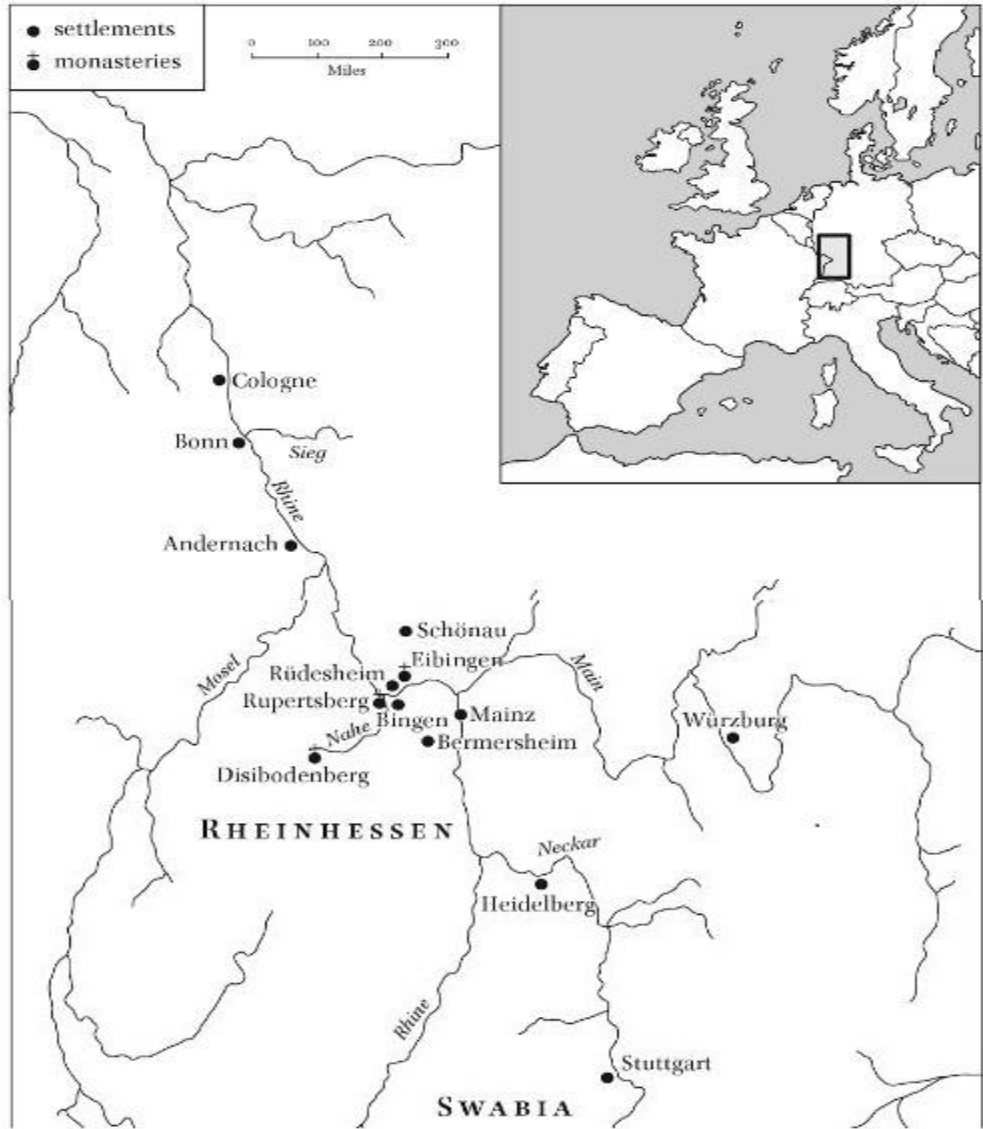 settlements
monasteries
0 100 200 300
Miles
Cologne
Bonn
Sieg
Rhine
Andernach
Schönau
Eibingen
Mosel
Rüdesheim
Main
Rupertsberg
Bingen
Mainz
Würzburg
Nahe
Bermersheim
Disibodenberg
RHEINHESSEN
Neckar
Heidelberg
Rhine
Stuttgart
SWABIA